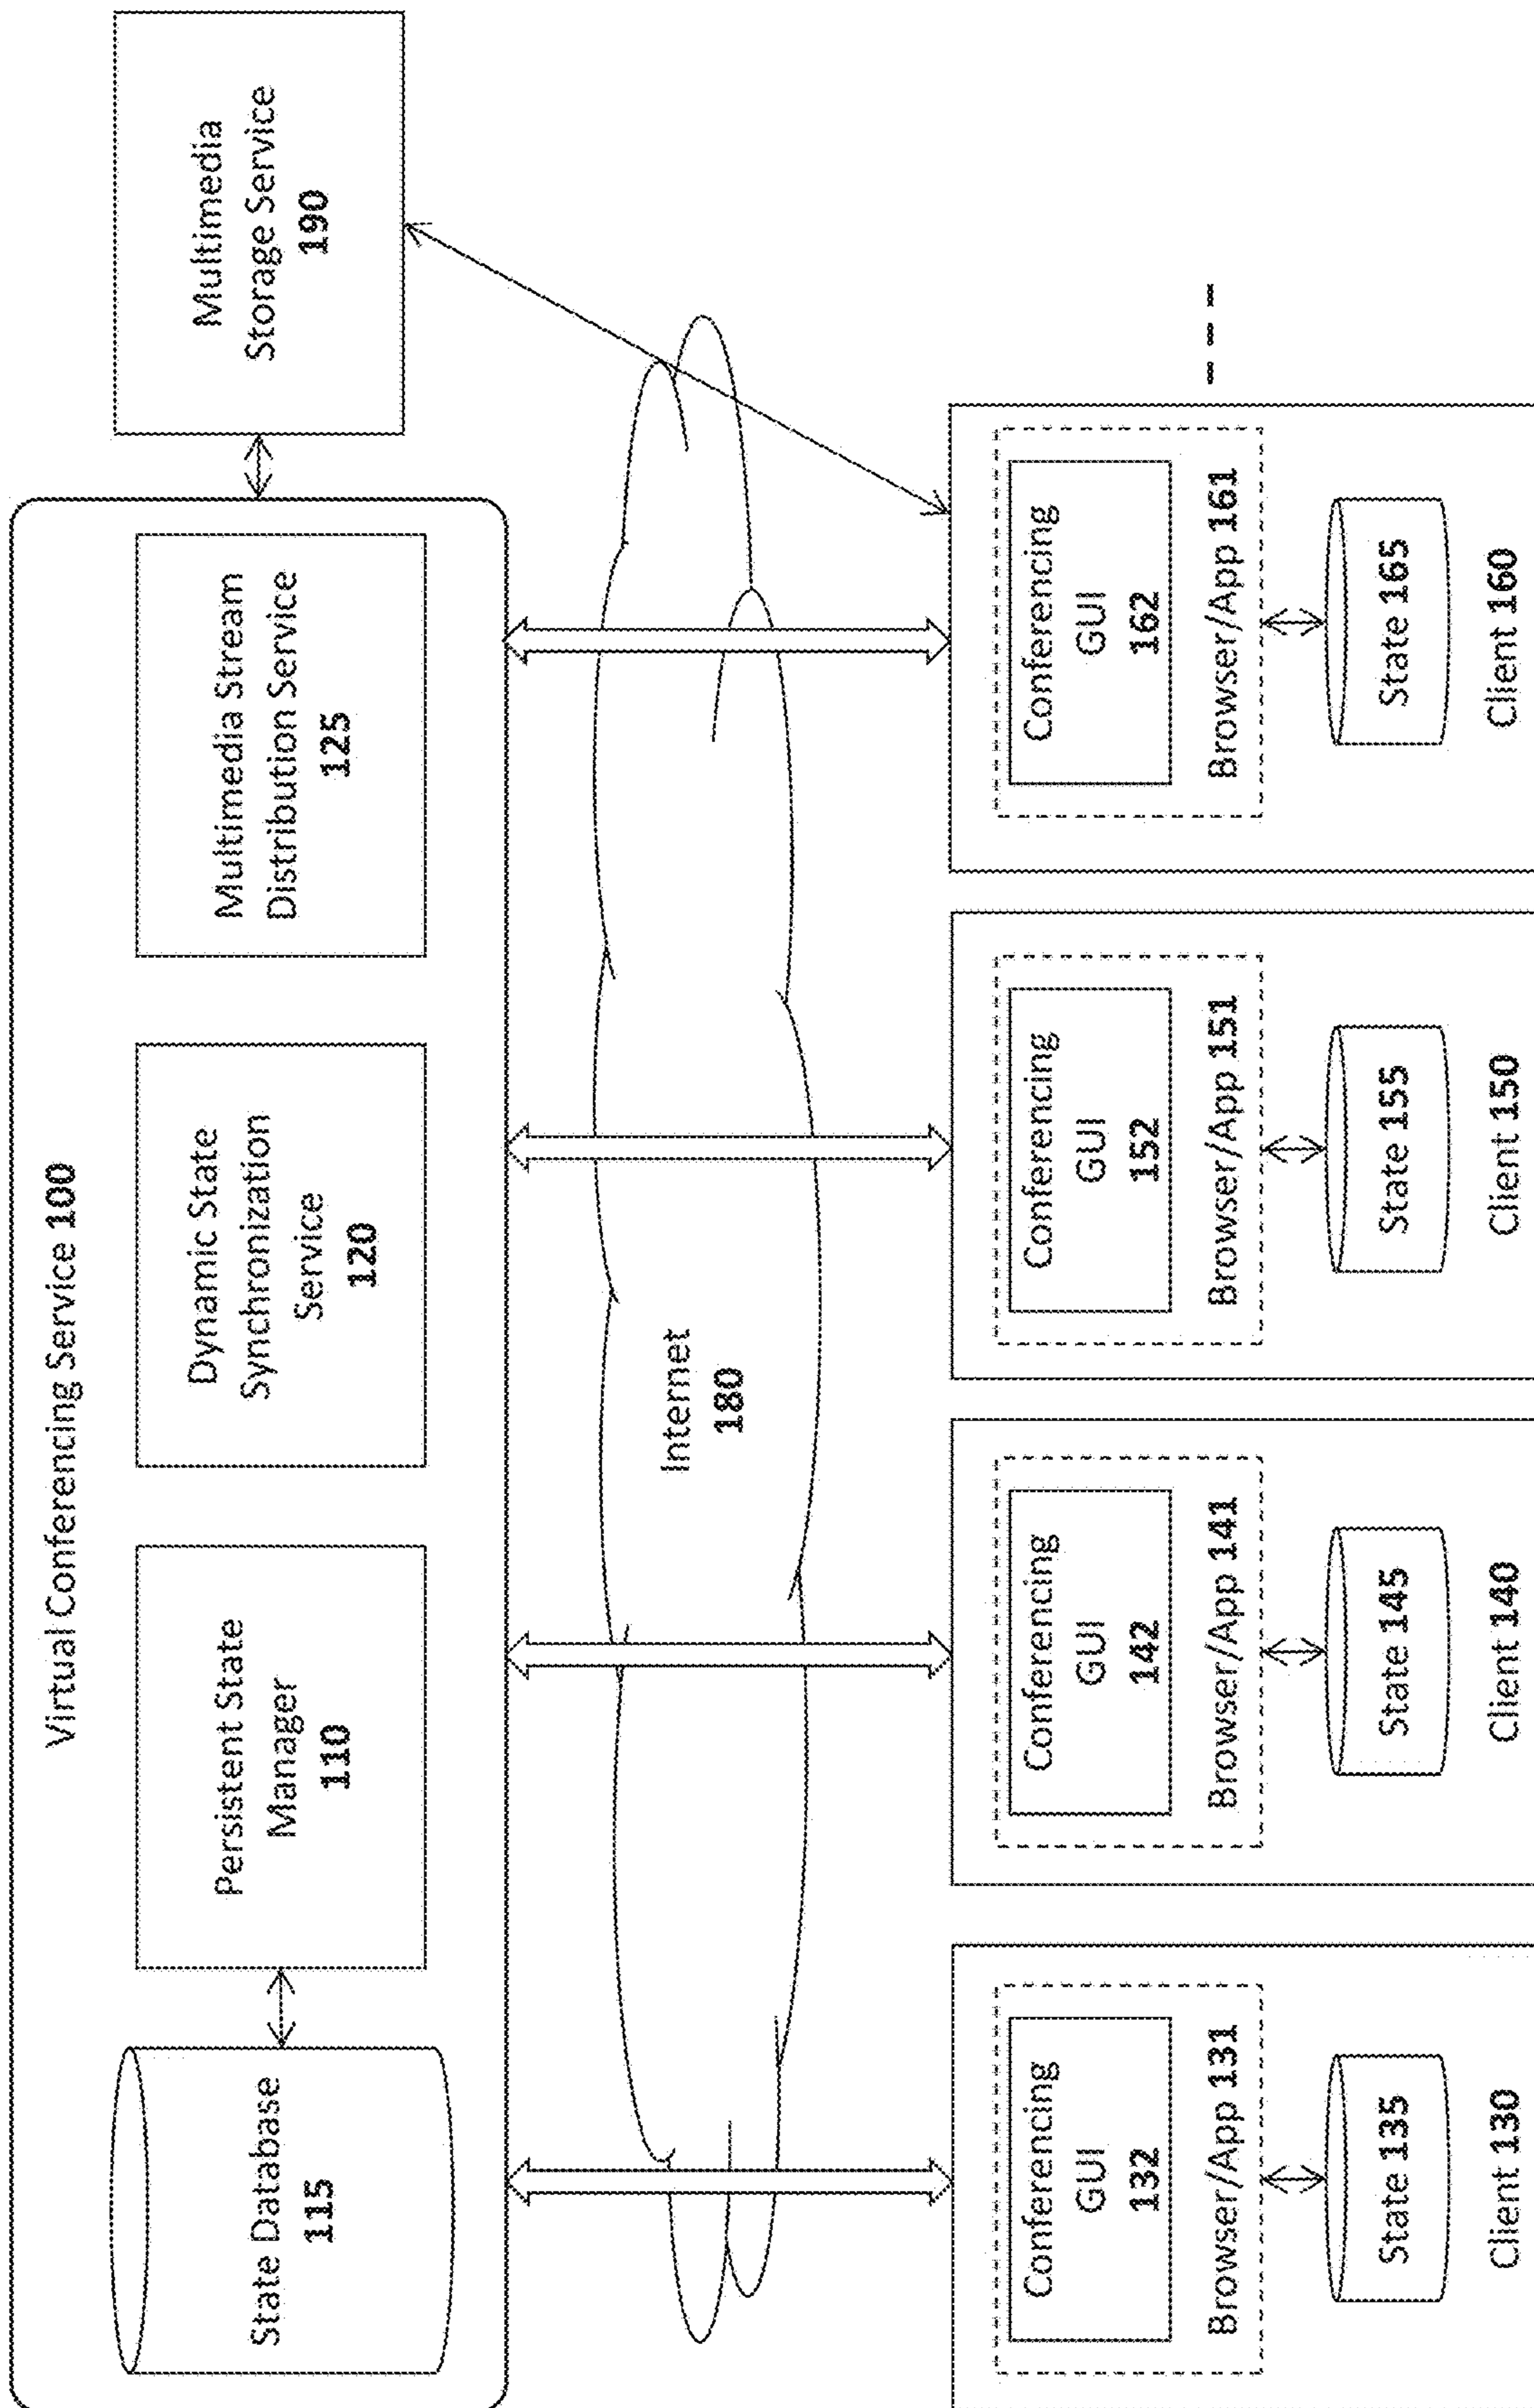 Virtual Conferencing Service 100
State Database
115
Persistent State
Manager
110
Dynamic State
Synchronization
Service
120
Multimedia Stream
Distribution Service
125
Multimedia
Storage Service
190
Internet
180
Conferencing
GUI
132
Browser/App 131
State 135
Client 130
Conferencing
GUI
142
Browser/App 141
State 145
Client 140
Conferencing
GUI
152
Browser/App 151
State 155
Client 150
Conferencing
GUI
162
Browser/App 161
State 165
Client 160